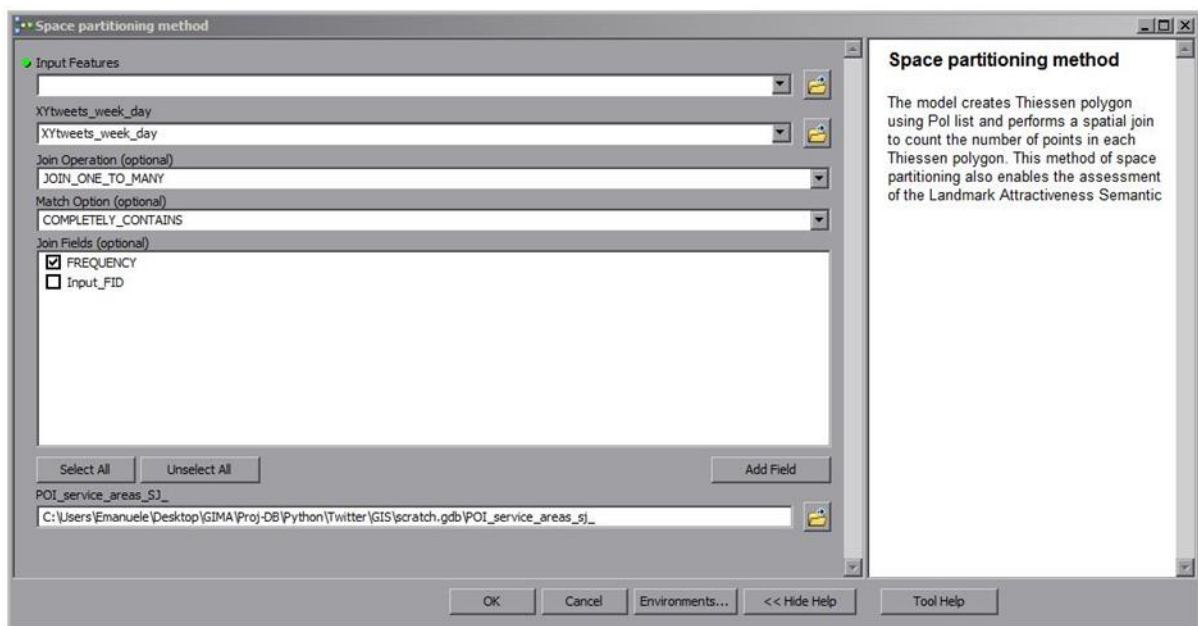 Space partitioning method
Input Features
XYtweets_week_day
XYtweets_week_day
Join Operation (optional)
JOIN_ONE_TO_MANY
Match Option (optional)
COMPLETELY_CONTAINS
Join Fields (optional)
FREQUENCY
Input_FID
Select All
Unselect All
Add Field
POI_service_areas_SJ_
C:\Users\Emanuele\Desktop\GIMA\Proj-DB\Python\Twitter\GIS\scratch.gdb\POI_service_areas_sj_
Space partitioning method
The model creates Thiessen polygon
using PoI list and performs a spatial join
to count the number of points in each
Thiessen polygon. This method of space
partitioning also enables the assessment
of the Landmark Attractiveness Semantic
OK
Cancel
Environments...
<< Hide Help
Tool Help